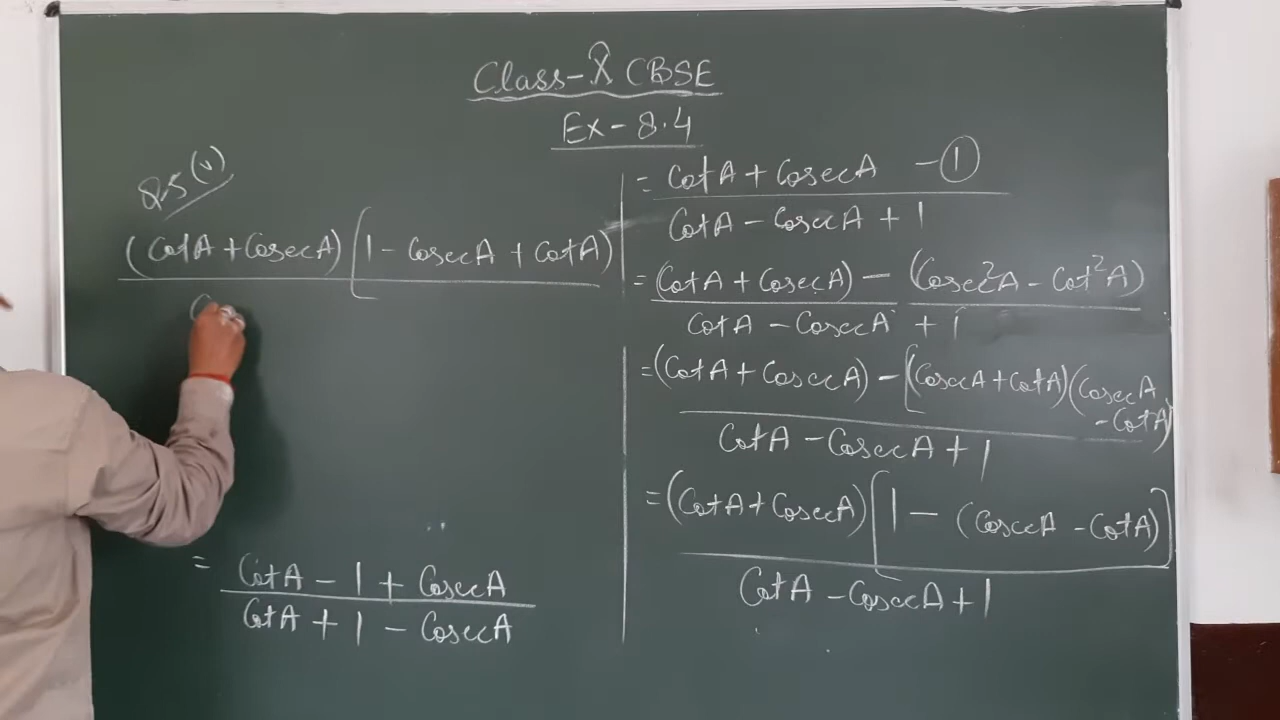 Class-X CBSE
Ex-8.4
Q.5(v)
(CotA + CosecA)[1 - CosecA + CotA)
C
=
CotA - 1 + CosecA
CotA + 1 - CosecA
= CotA + CosecA - 1
CotA - CosecA + 1
= (CotA + CosecA) - (Cosec²A - Cot²A)
CotA - CosecA + 1
= (CotA + CosecA) - [(CosecA + CotA)(CosecA
- CotA)]
CotA - CosecA + 1
= (CotA + CosecA)[1 - (CosecA - CotA)]
CotA - CosecA + 1